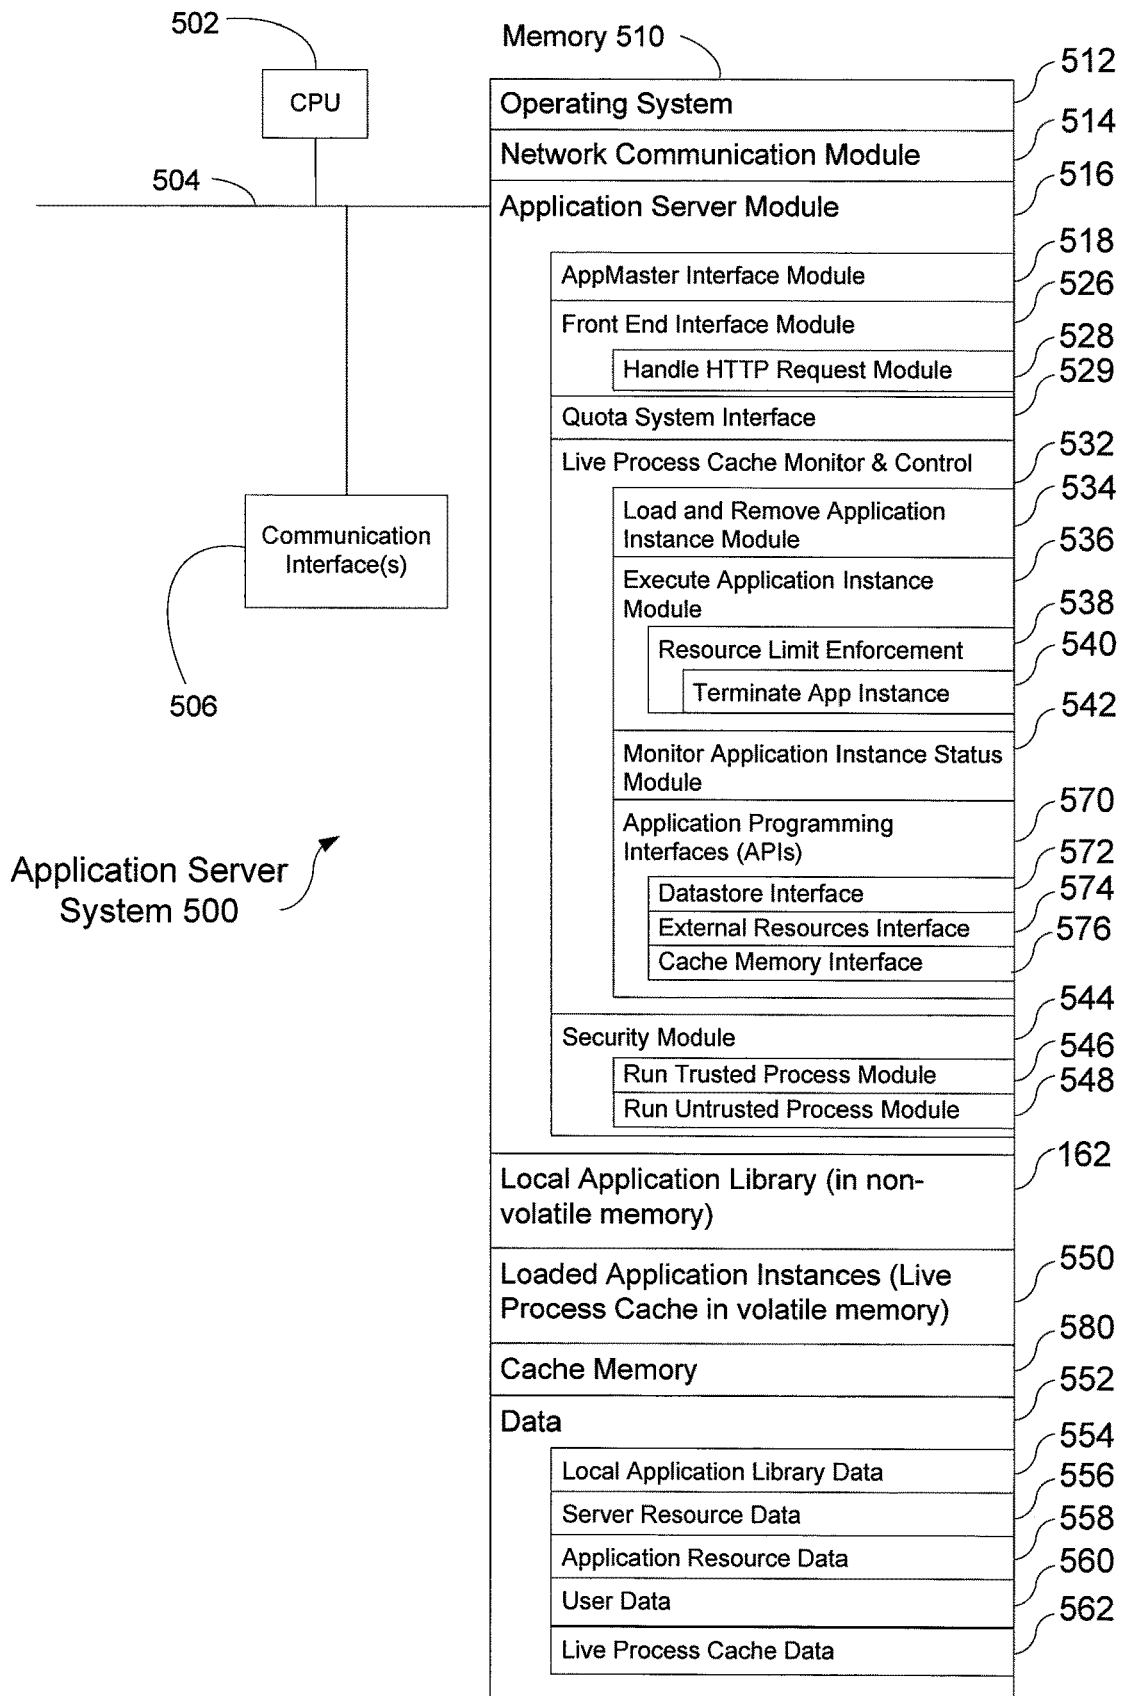 502
Memory 510
512
CPU
Operating System
514
Network Communication Module
504
516
Application Server Module
518
AppMaster Interface Module
526
Front End Interface Module
528
Handle HTTP Request Module
529
Quota System Interface
532
Live Process Cache Monitor & Control
534
Load and Remove Application
Instance Module
536
Execute Application Instance
Module
538
Resource Limit Enforcement
540
Terminate App Instance
542
Communication
Interface(s)
506
Monitor Application Instance Status
Module
570
Application Programming
Interfaces (APIs)
572
Datastore Interface
574
External Resources Interface
576
Cache Memory Interface
Application Server
System 500
544
Security Module
546
Run Trusted Process Module
548
Run Untrusted Process Module
162
Local Application Library (in non-
volatile memory)
550
Loaded Application Instances (Live
Process Cache in volatile memory)
580
Cache Memory
552
Data
554
Local Application Library Data
556
Server Resource Data
558
Application Resource Data
560
User Data
562
Live Process Cache Data